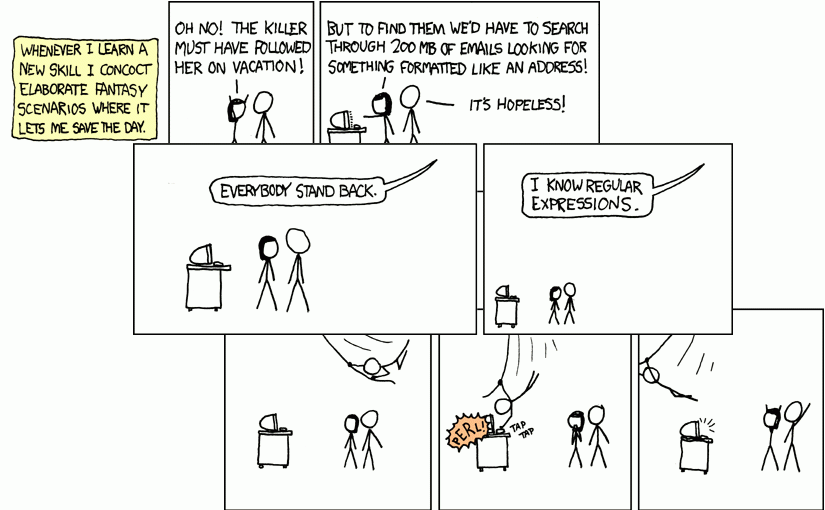 WHENEVER I LEARN A
NEW SKILL I CONCOCT
ELABORATE FANTASY
SCENARIOS WHERE IT
LETS ME SAVE THE DAY.
OH NO! THE KILLER
MUST HAVE FOLLOWED
HER ON VACATION!
BUT TO FIND THEM WE'D HAVE TO SEARCH
THROUGH 200 MB OF EMAILS LOOKING FOR
SOMETHING FORMATTED LIKE AN ADDRESS!
IT'S HOPELESS!
EVERYBODY STAND BACK.
I KNOW REGULAR
EXPRESSIONS.
PERL!
TAP
TAP